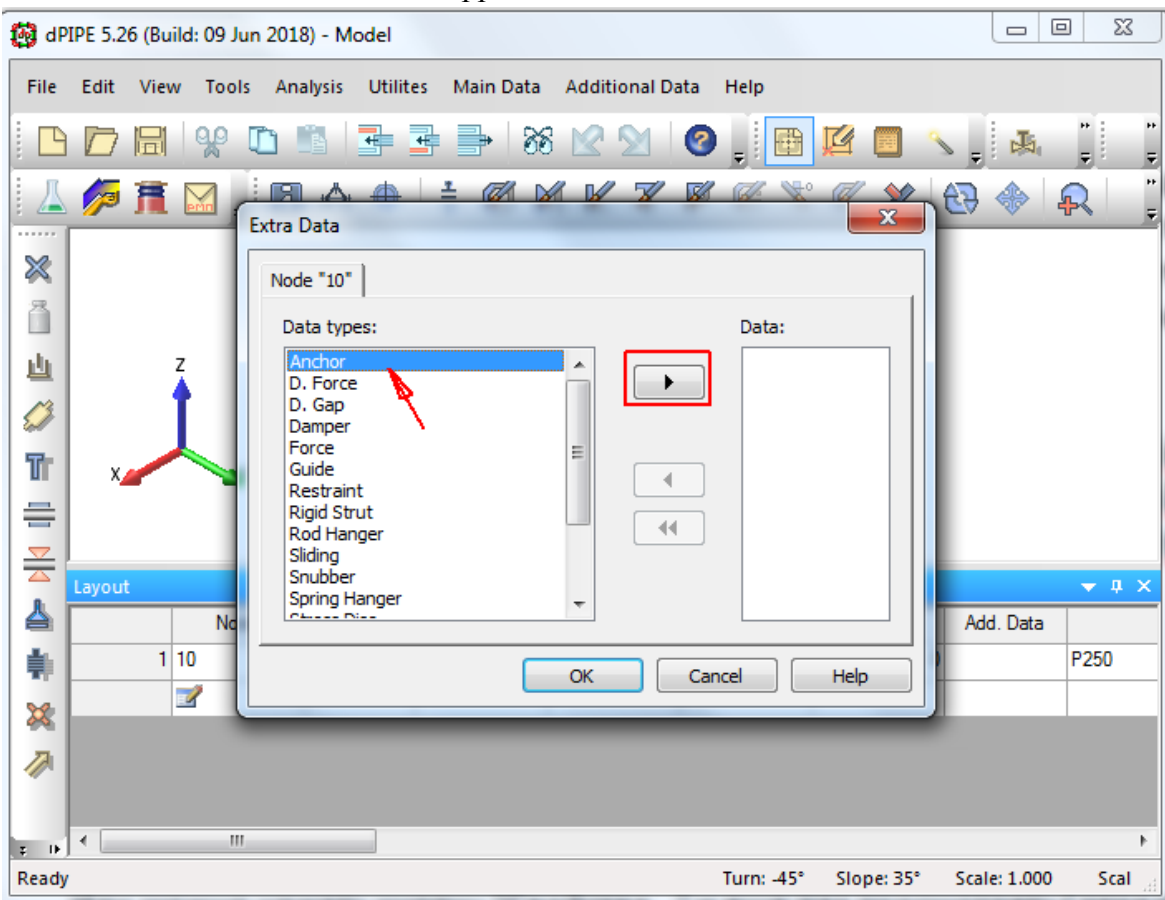 dPIPE 5.26 (Build: 09 Jun 2018) - Model
File Edit View Tools Analysis Utilites Main Data Additional Data Help
Extra Data
Node "10"
Data types:
Data:
Anchor
D. Force
D. Gap
Damper
Force
Guide
Restraint
Rigid Strut
Rod Hanger
Sliding
Snubber
Spring Hanger
OK Cancel Help
Z
X
Layout
Add. Data
1 10 P250
Ready Turn: -45° Slope: 35° Scale: 1.000 Scal